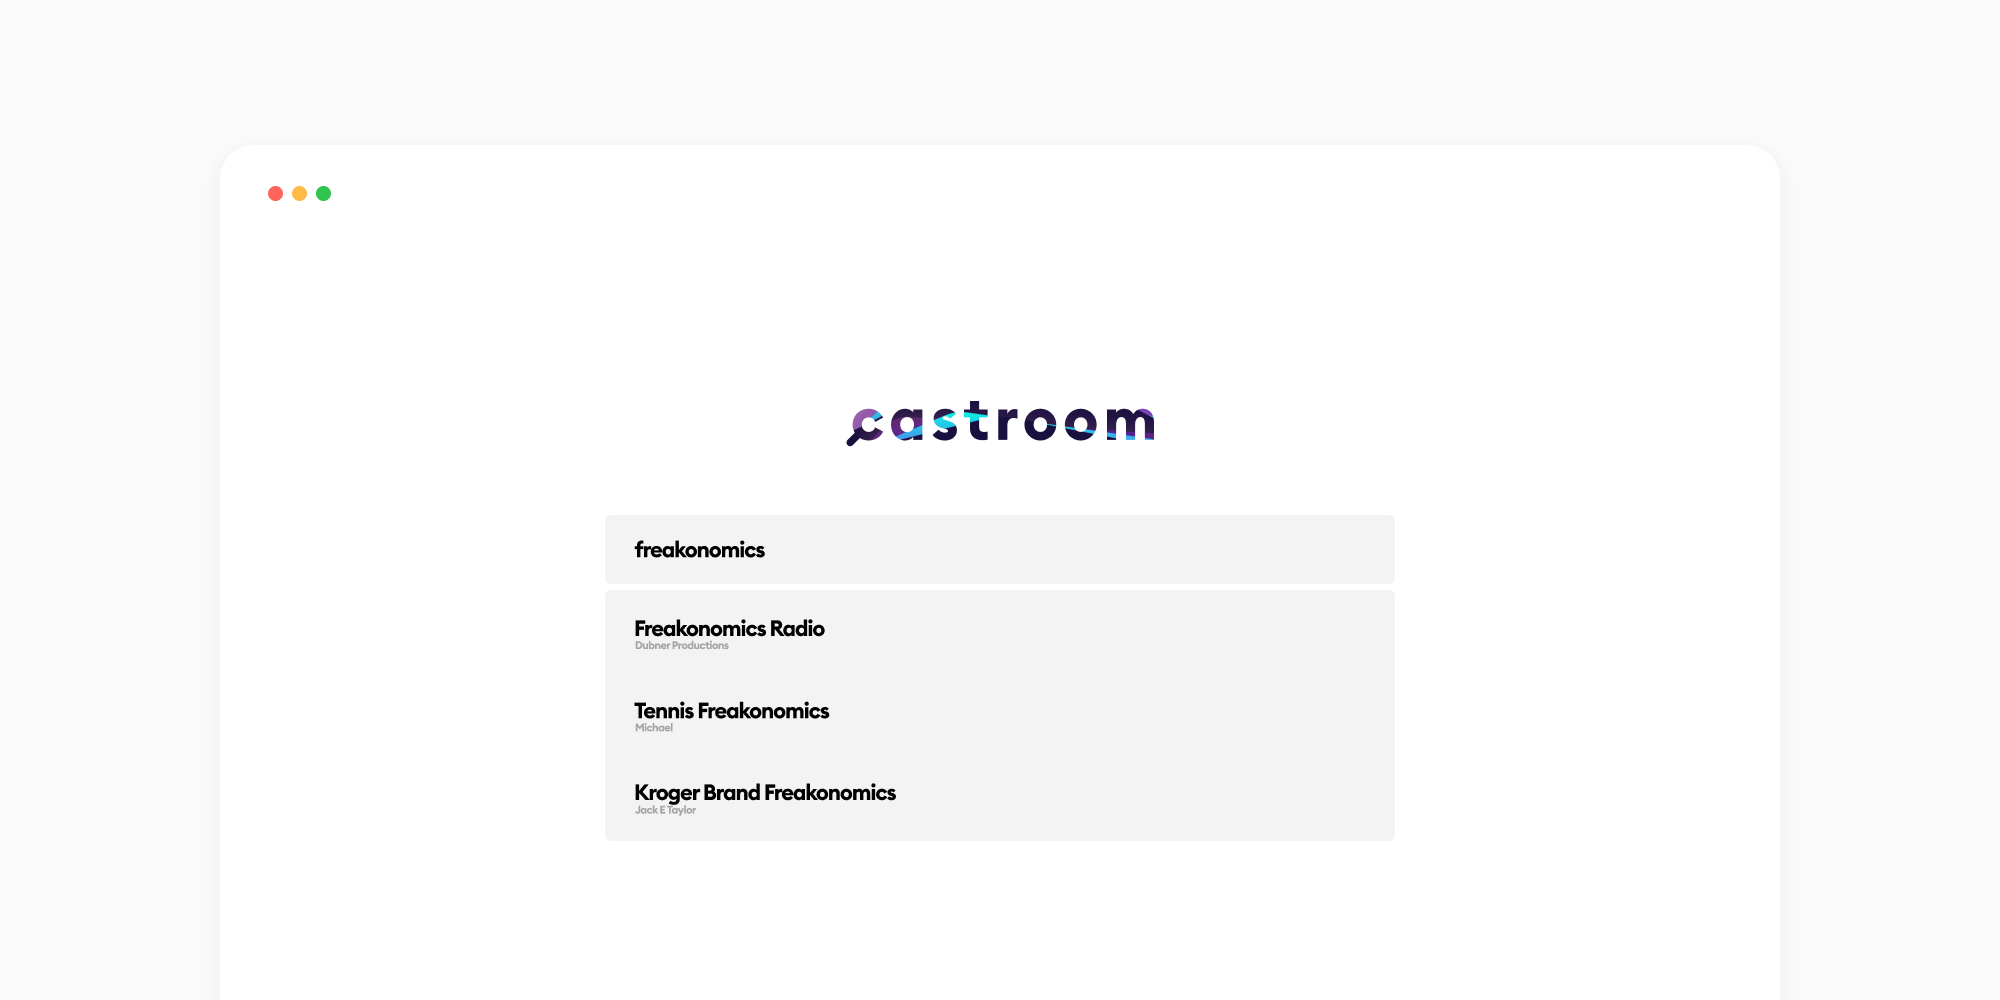 castroom
freakonomics
Freakonomics Radio
Dubner Productions
Tennis Freakonomics
Michael
Kroger Brand Freakonomics
Jack E Taylor